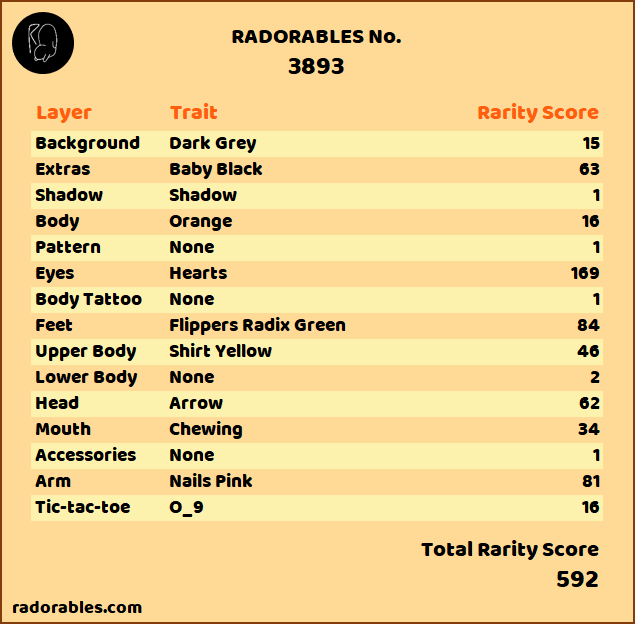 RADORABLES No.
3893
Layer Trait Rarity Score
Background Dark Grey 15
Extras Baby Black 63
Shadow Shadow 1
Body Orange 16
Pattern None 1
Eyes Hearts 169
Body Tattoo None 1
Feet Flippers Radix Green 84
Upper Body Shirt Yellow 46
Lower Body None 2
Head Arrow 62
Mouth Chewing 34
Accessories None 1
Arm Nails Pink 81
Tic-tac-toe O_9 16
Total Rarity Score
592
radorables.com